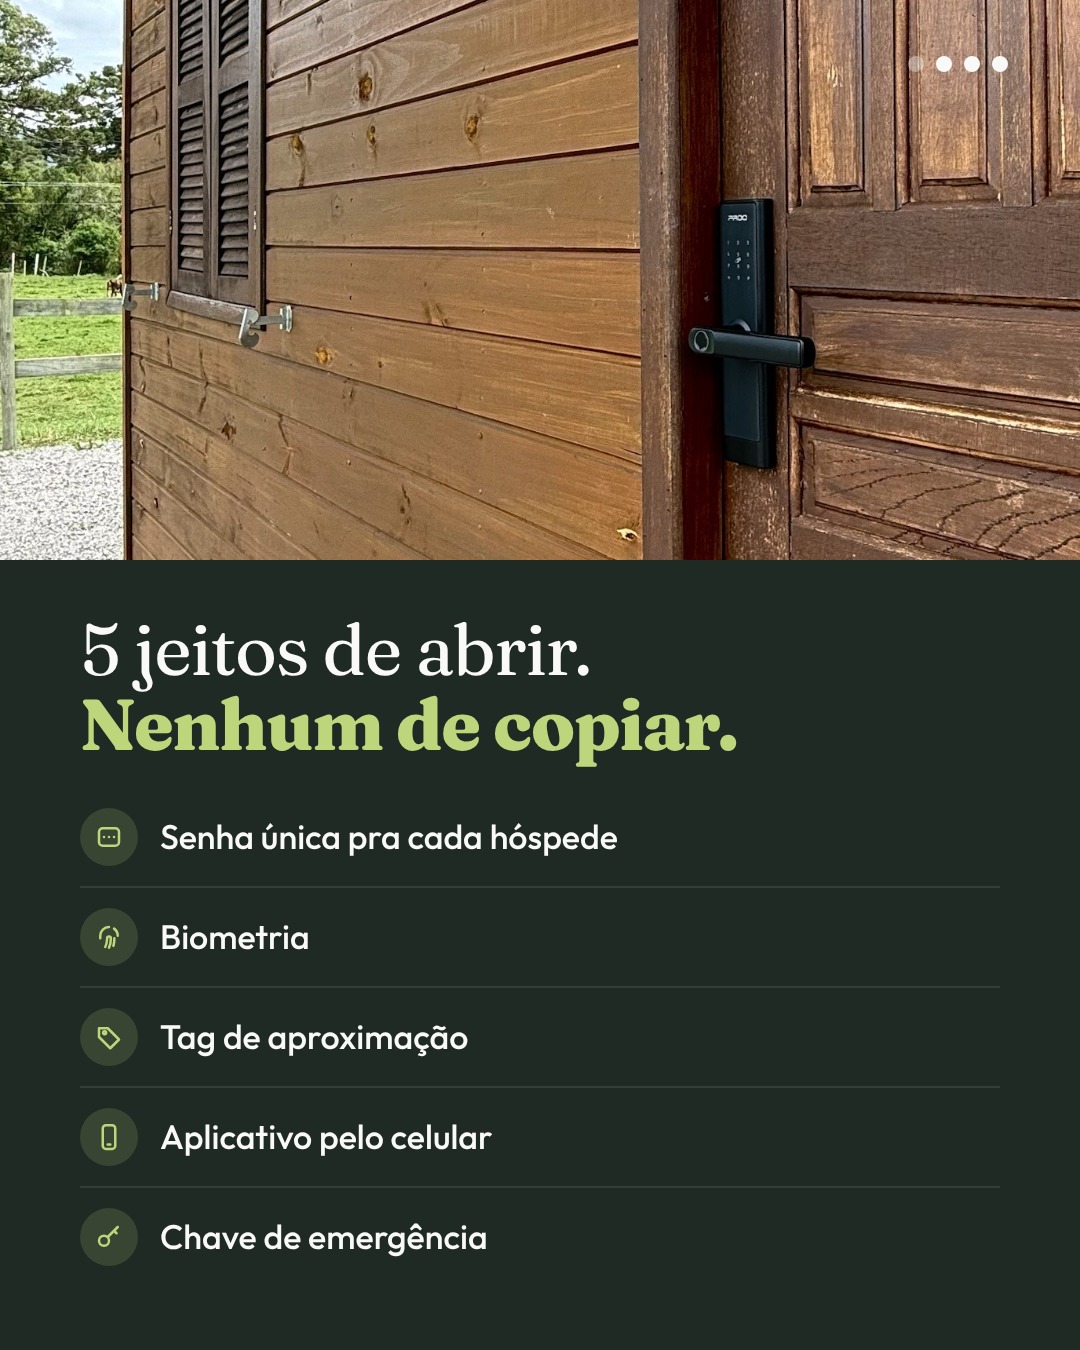 PADO
5 jeitos de abrir.
Nenhum de copiar.
Senha única pra cada hóspede
Biometria
Tag de aproximação
Aplicativo pelo celular
Chave de emergência